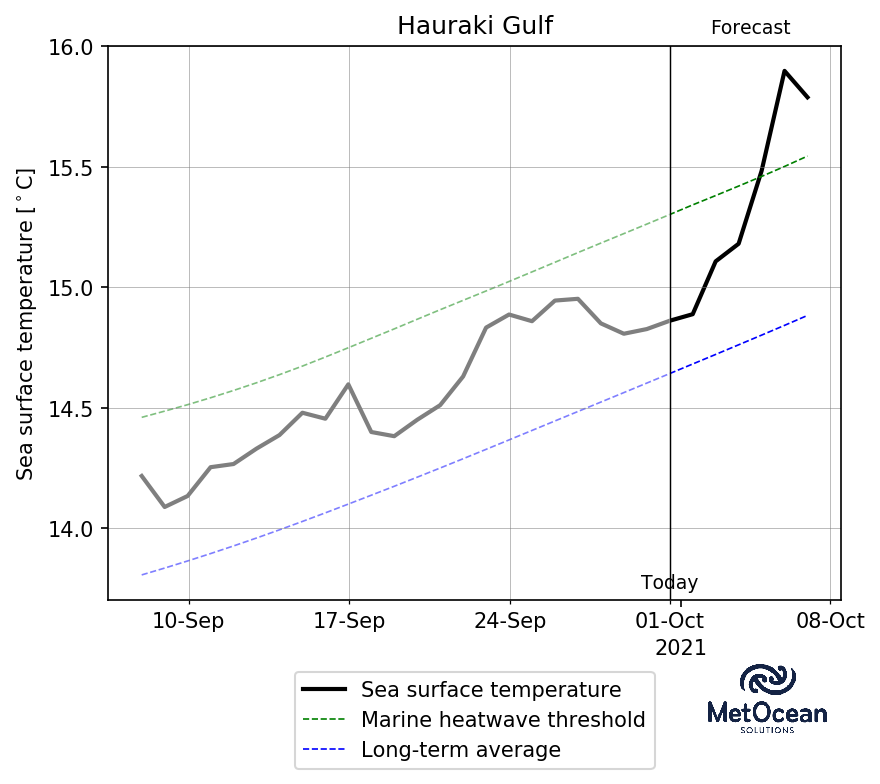 Hauraki Gulf
Forecast
Sea surface temperature [°C]
16.0
15.5
15.0
14.5
14.0
Today
10-Sep
17-Sep
24-Sep
01-Oct
08-Oct
2021
Sea surface temperature
Marine heatwave threshold
Long-term average
MetOcean
SOLUTIONS